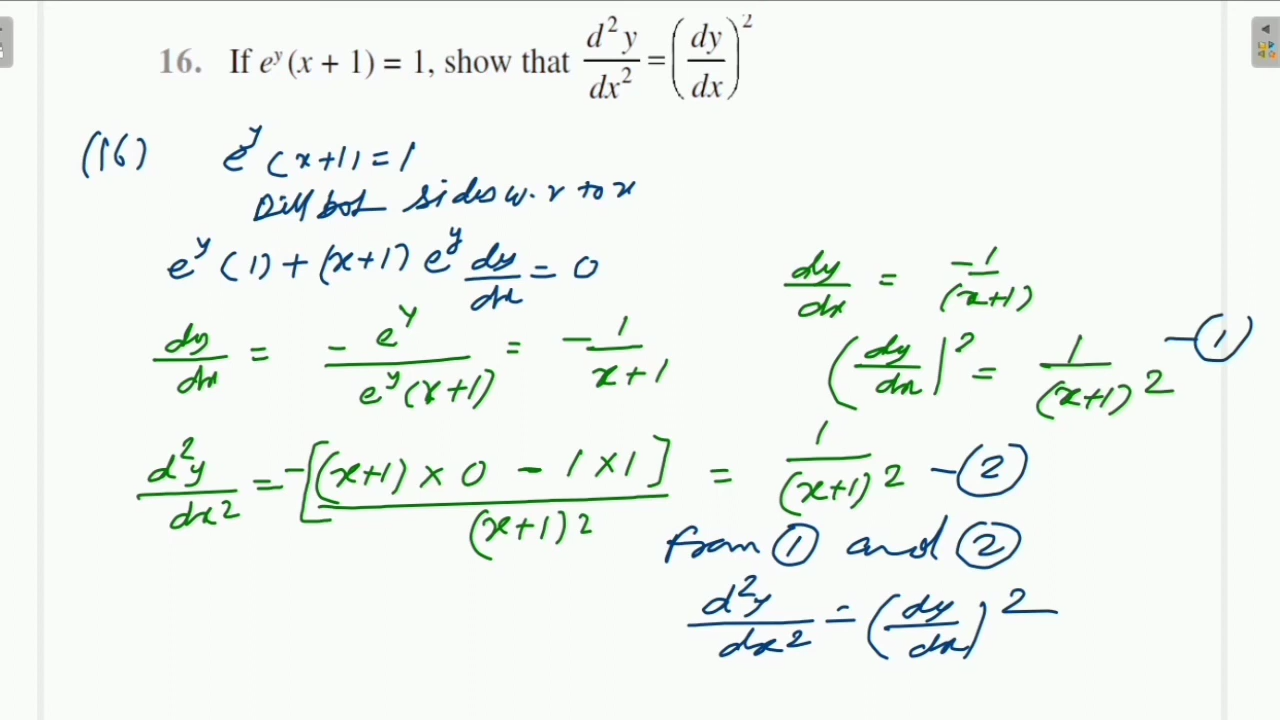 16. If e^y (x + 1) = 1, show that d²y/dx² = (dy/dx)²
(16) e^y (x+1) = 1
Diff both sides w.r to x
e^y (1) + (x+1) e^y dy/dx = 0
dy/dx = - e^y / e^y (x+1) = - 1/x+1
d²y/dx² = -[(x+1) × 0 - 1×1] / (x+1)² = 1/(x+1)² - (2)
dy/dx = -1/(x+1)
(dy/dx)² = 1/(x+1)² - (1)
from (1) and (2)
d²y/dx² = (dy/dx)²